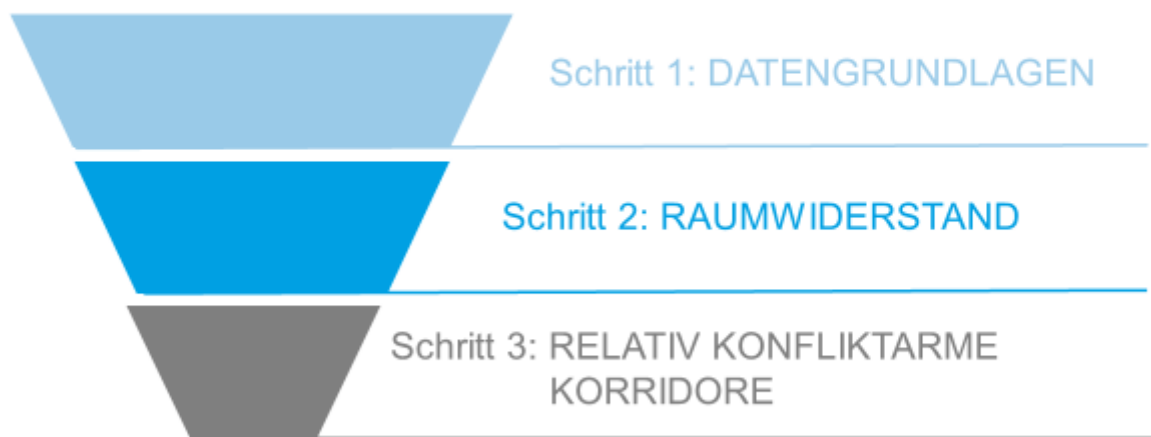 Schritt 1: DATENGRUNDLAGEN
Schritt 2: RAUMWIDERSTAND
Schritt 3: RELATIV KONFLIKTARME
KORRIDORE